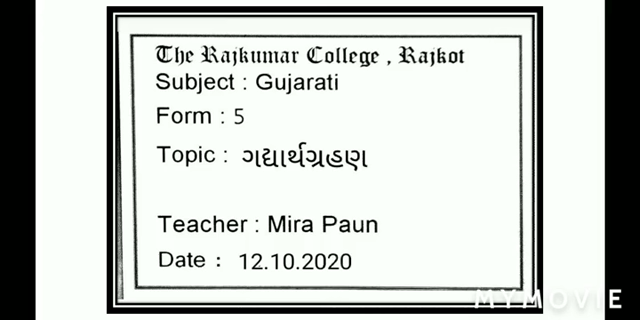 The Rajkumar College , Rajkot
Subject : Gujarati
Form : 5
Topic : ગદ્યાર્થગ્રહણ
Teacher : Mira Paun
Date : 12.10.2020
MYMOVIE